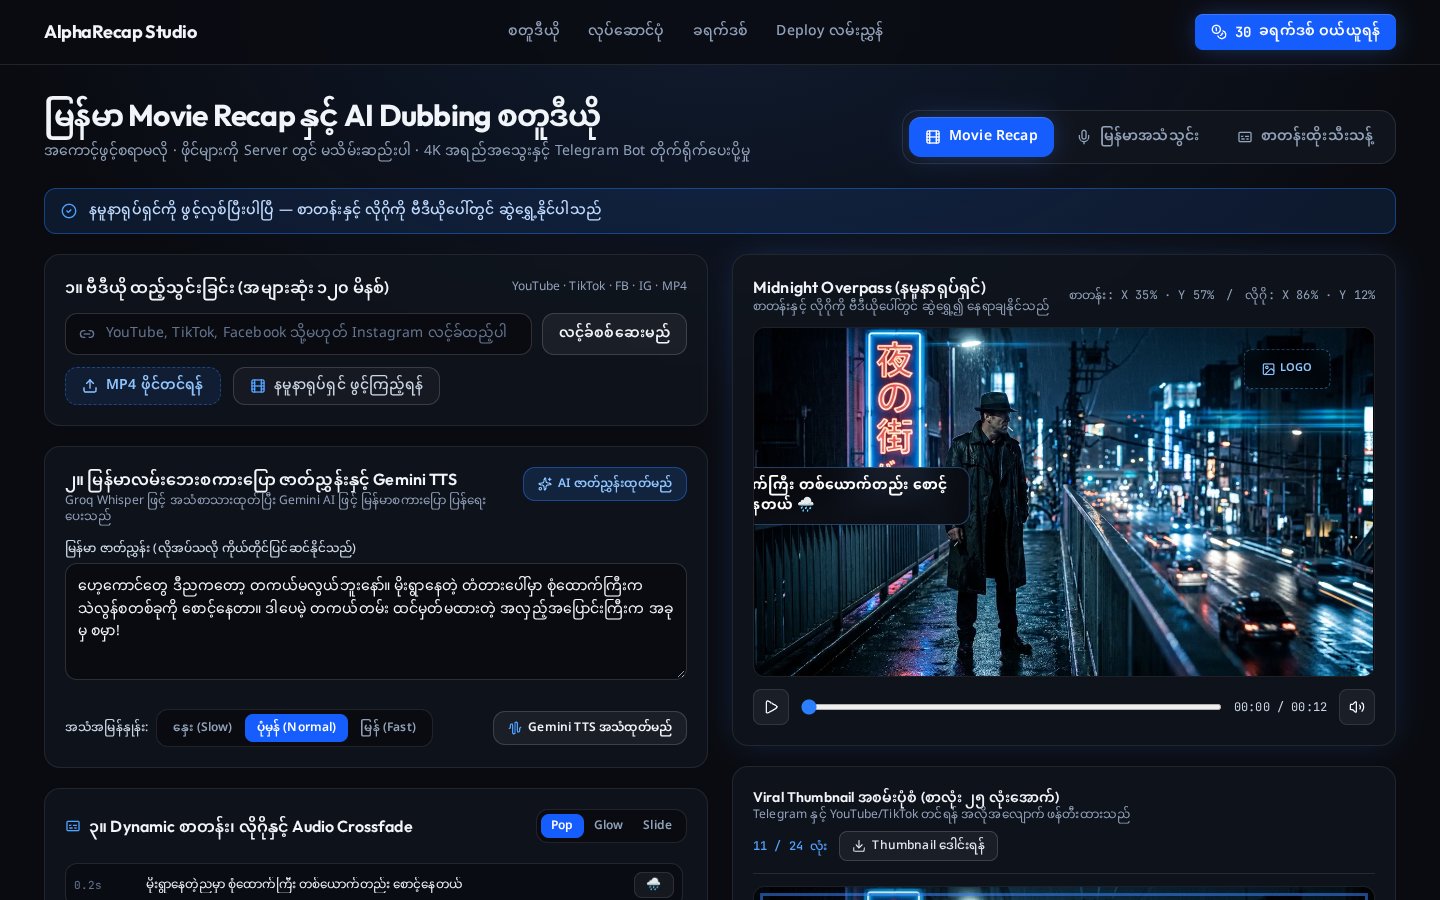 AlphaRecap Studio
စတူဒီယို
လုပ်ဆောင်ပုံ
ခရက်ဒစ်
Deploy လမ်းညွှန်
30 ခရက်ဒစ် ဝယ်ယူရန်
မြန်မာ Movie Recap နှင့် AI Dubbing စတူဒီယို
အကောင့်ဖွင့်စရာမလို · ဖိုင်များကို Server တွင် မသိမ်းဆည်းပါ · 4K အရည်အသွေးနှင့် Telegram Bot တိုက်ရိုက်ပေးပို့မှု
Movie Recap
မြန်မာအသံသွင်း
စာတန်းထိုးသီးသန့်
နမူနာရုပ်ရှင်ကို ဖွင့်လှစ်ပြီးပါပြီ — စာတန်းနှင့် လိုဂိုကို ဗီဒီယိုပေါ်တွင် ဆွဲရွှေ့နိုင်ပါသည်
၁။ ဗီဒီယို ထည့်သွင်းခြင်း (အများဆုံး ၁၂၀ မိနစ်)
YouTube · TikTok · FB · IG · MP4
YouTube, TikTok, Facebook သို့မဟုတ် Instagram လင့်ခ်ထည့်ပါ
လင့်ခ်စစ်ဆေးမည်
MP4 ဖိုင်တင်ရန်
နမူနာရုပ်ရှင် ဖွင့်ကြည့်ရန်
၂။ မြန်မာလမ်းဘေးစကားပြော ဇာတ်ညွှန်းနှင့် Gemini TTS
Groq Whisper ဖြင့် အသံစာသားထုတ်ပြီး Gemini AI ဖြင့် မြန်မာစကားပြော ပြန်ရေး
ပေးသည်
AI ဇာတ်ညွှန်းထုတ်မည်
မြန်မာ ဇာတ်ညွှန်း (လိုအပ်သလို ကိုယ်တိုင်ပြင်ဆင်နိုင်သည်)
ဟေ့ကောင်တွေ ဒီညကတော့ တကယ်မလွယ်ဘူးနော်။ မိုးရွာနေတဲ့ တံတားပေါ်မှာ စုံထောက်ကြီးက
သဲလွန်စတစ်ခုကို စောင့်နေတာ။ ဒါပေမဲ့ တကယ်တမ်း ထင်မှတ်မထားတဲ့ အလှည့်အပြောင်းကြီးက အခု
မှ စမှာ!
အသံအမြန်နှုန်း:
နှေး (Slow)
ပုံမှန် (Normal)
မြန် (Fast)
Gemini TTS အသံထုတ်မည်
၃။ Dynamic စာတန်း၊ လိုဂိုနှင့် Audio Crossfade
Pop
Glow
Slide
0.2s
မိုးရွာနေတဲ့ညမှာ စုံထောက်ကြီး တစ်ယောက်တည်း စောင့်နေတယ်
Midnight Overpass (နမူနာရုပ်ရှင်)
စာတန်းနှင့် လိုဂိုကို ဗီဒီယိုပေါ်တွင် ဆွဲရွှေ့၍ နေရာချနိုင်သည်
စာတန်း: X 35% · Y 57% / လိုဂို: X 86% · Y 12%
夜の街
LOGO
က်ကြီး တစ်ယောက်တည်း စောင့်
နေတယ် 🌧️
00:00 / 00:12
Viral Thumbnail အစမ်းပုံစံ (စာလုံး ၂၅ လုံးအောက်)
Telegram နှင့် YouTube/TikTok တင်ရန် အလိုအလျောက် ဖန်တီးထားသည်
11 / 24 လုံး
Thumbnail ဒေါင်းရန်